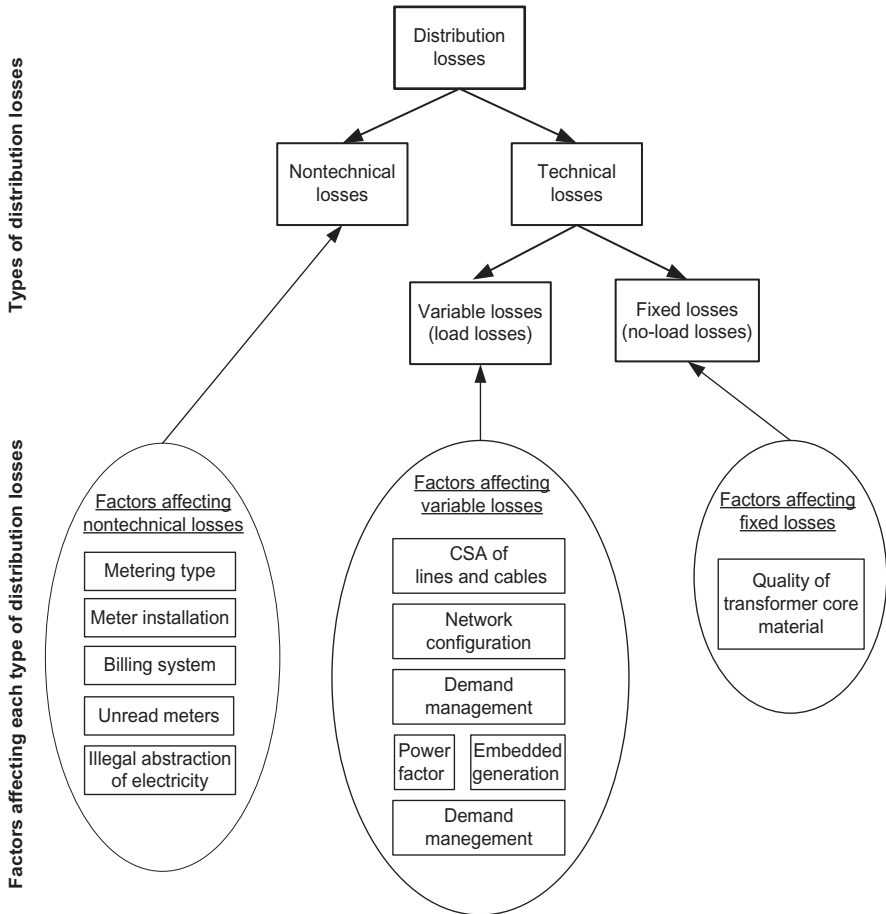 Types of distribution losses
Distribution
losses
Nontechnical
losses
Technical
losses
Variable losses
(load losses)
Fixed losses
(no-load losses)
Factors affecting each type of distribution losses
Factors affecting
nontechnical losses
Metering type
Meter installation
Billing system
Unread meters
Illegal abstraction
of electricity
Factors affecting
variable losses
CSA of
lines and cables
Network
configuration
Demand
management
Power
factor
Embedded
generation
Demand
manegement
Factors affecting
fixed losses
Quality of
transformer core
material